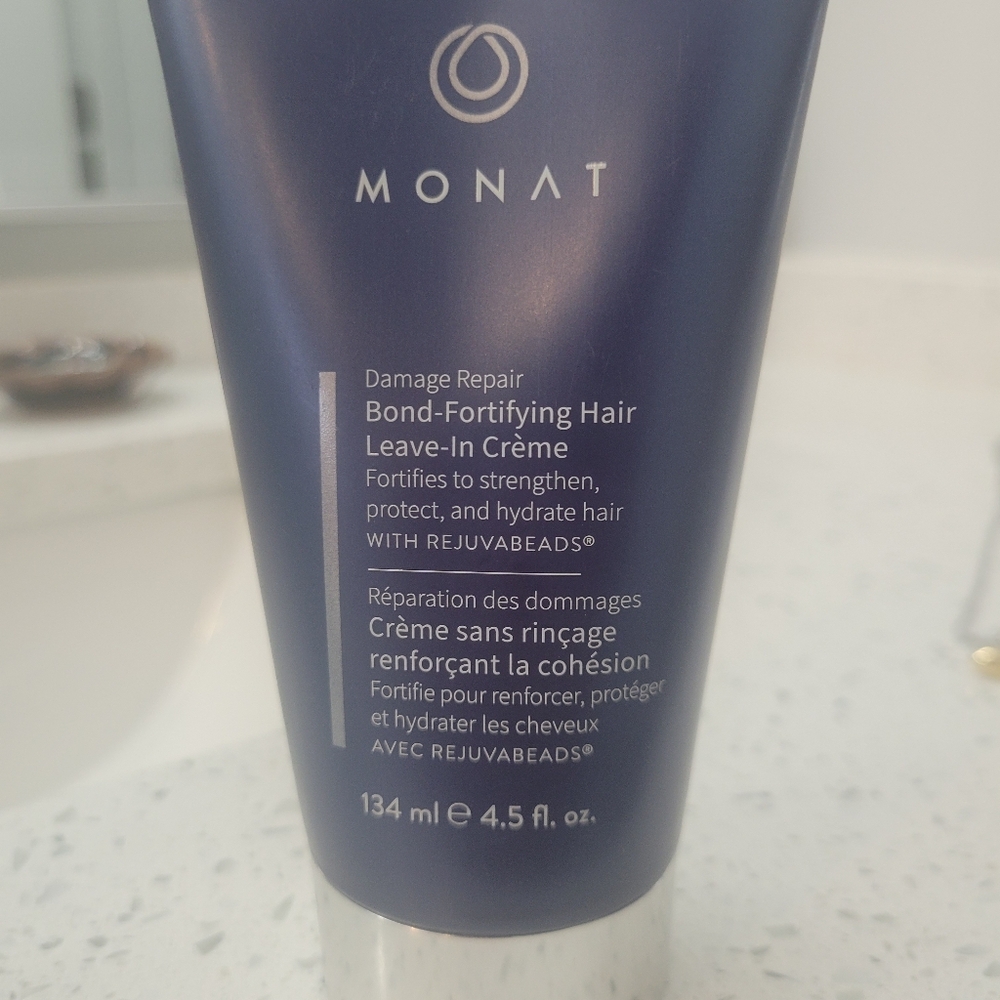 MONAT
Damage Repair
Bond-Fortifying Hair
Leave-In Crème
Fortifies to strengthen,
protect, and hydrate hair
WITH REJUVABEADS®
Réparation des dommages
Crème sans rinçage
renforçant la cohésion
Fortifie pour renforcer, protéger
et hydrater les cheveux
AVEC REJUVABEADS®
134 ml ℮ 4.5 fl. oz.